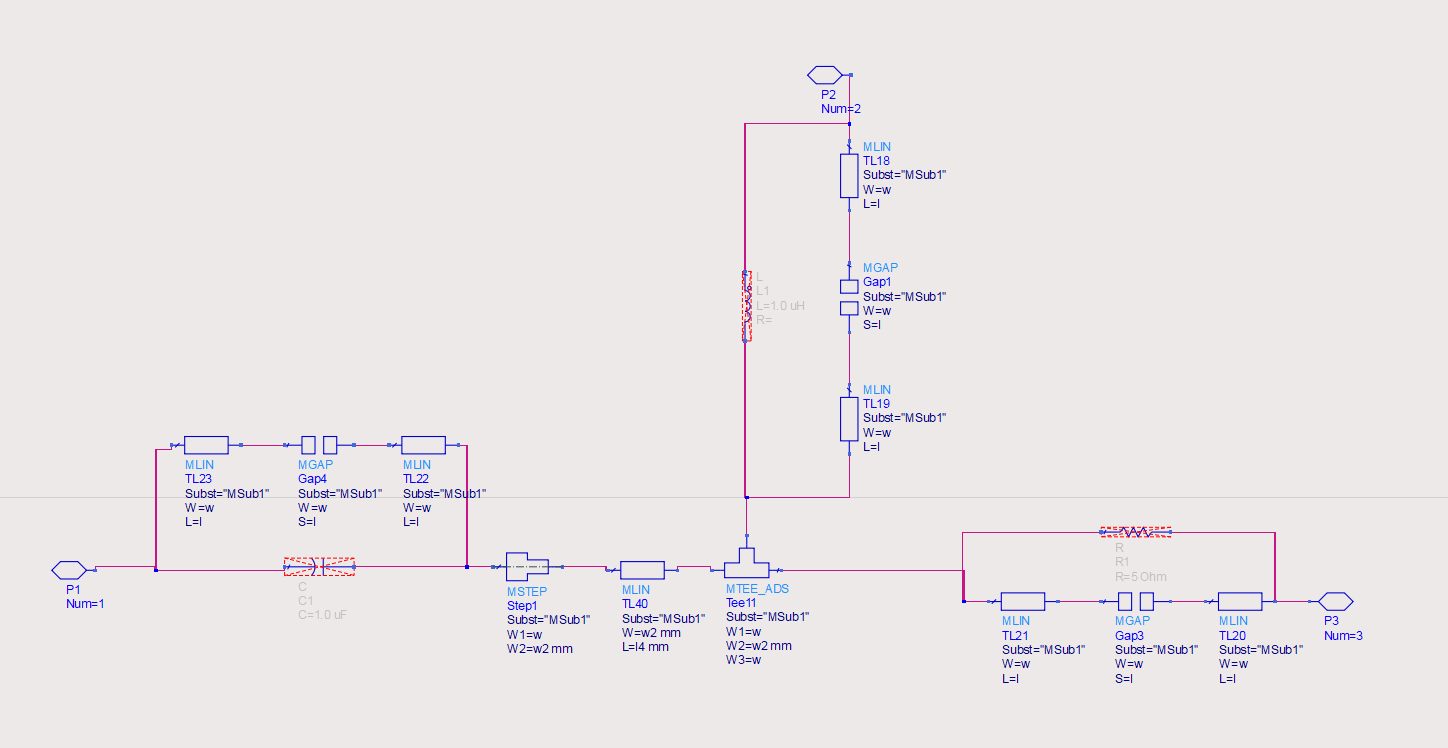 P2
Num=2
MLIN
TL18
Subst="MSub1"
W=w
L=l
L
L1
L=1.0 uH
R=
MGAP
Gap1
Subst="MSub1"
W=w
S=l
MLIN
TL19
Subst="MSub1"
W=w
L=l
MLIN
TL23
Subst="MSub1"
W=w
L=l
MGAP
Gap4
Subst="MSub1"
W=w
S=l
MLIN
TL22
Subst="MSub1"
W=w
L=l
P1
Num=1
C
C1
C=1.0 uF
MSTEP
Step1
Subst="MSub1"
W1=w
W2=w2 mm
MLIN
TL40
Subst="MSub1"
W=w2 mm
L=l4 mm
MTEE_ADS
Tee11
Subst="MSub1"
W1=w
W2=w2 mm
W3=w
R
R1
R=5 Ohm
MLIN
TL21
Subst="MSub1"
W=w
L=l
MGAP
Gap3
Subst="MSub1"
W=w
S=l
MLIN
TL20
Subst="MSub1"
W=w
L=l
P3
Num=3